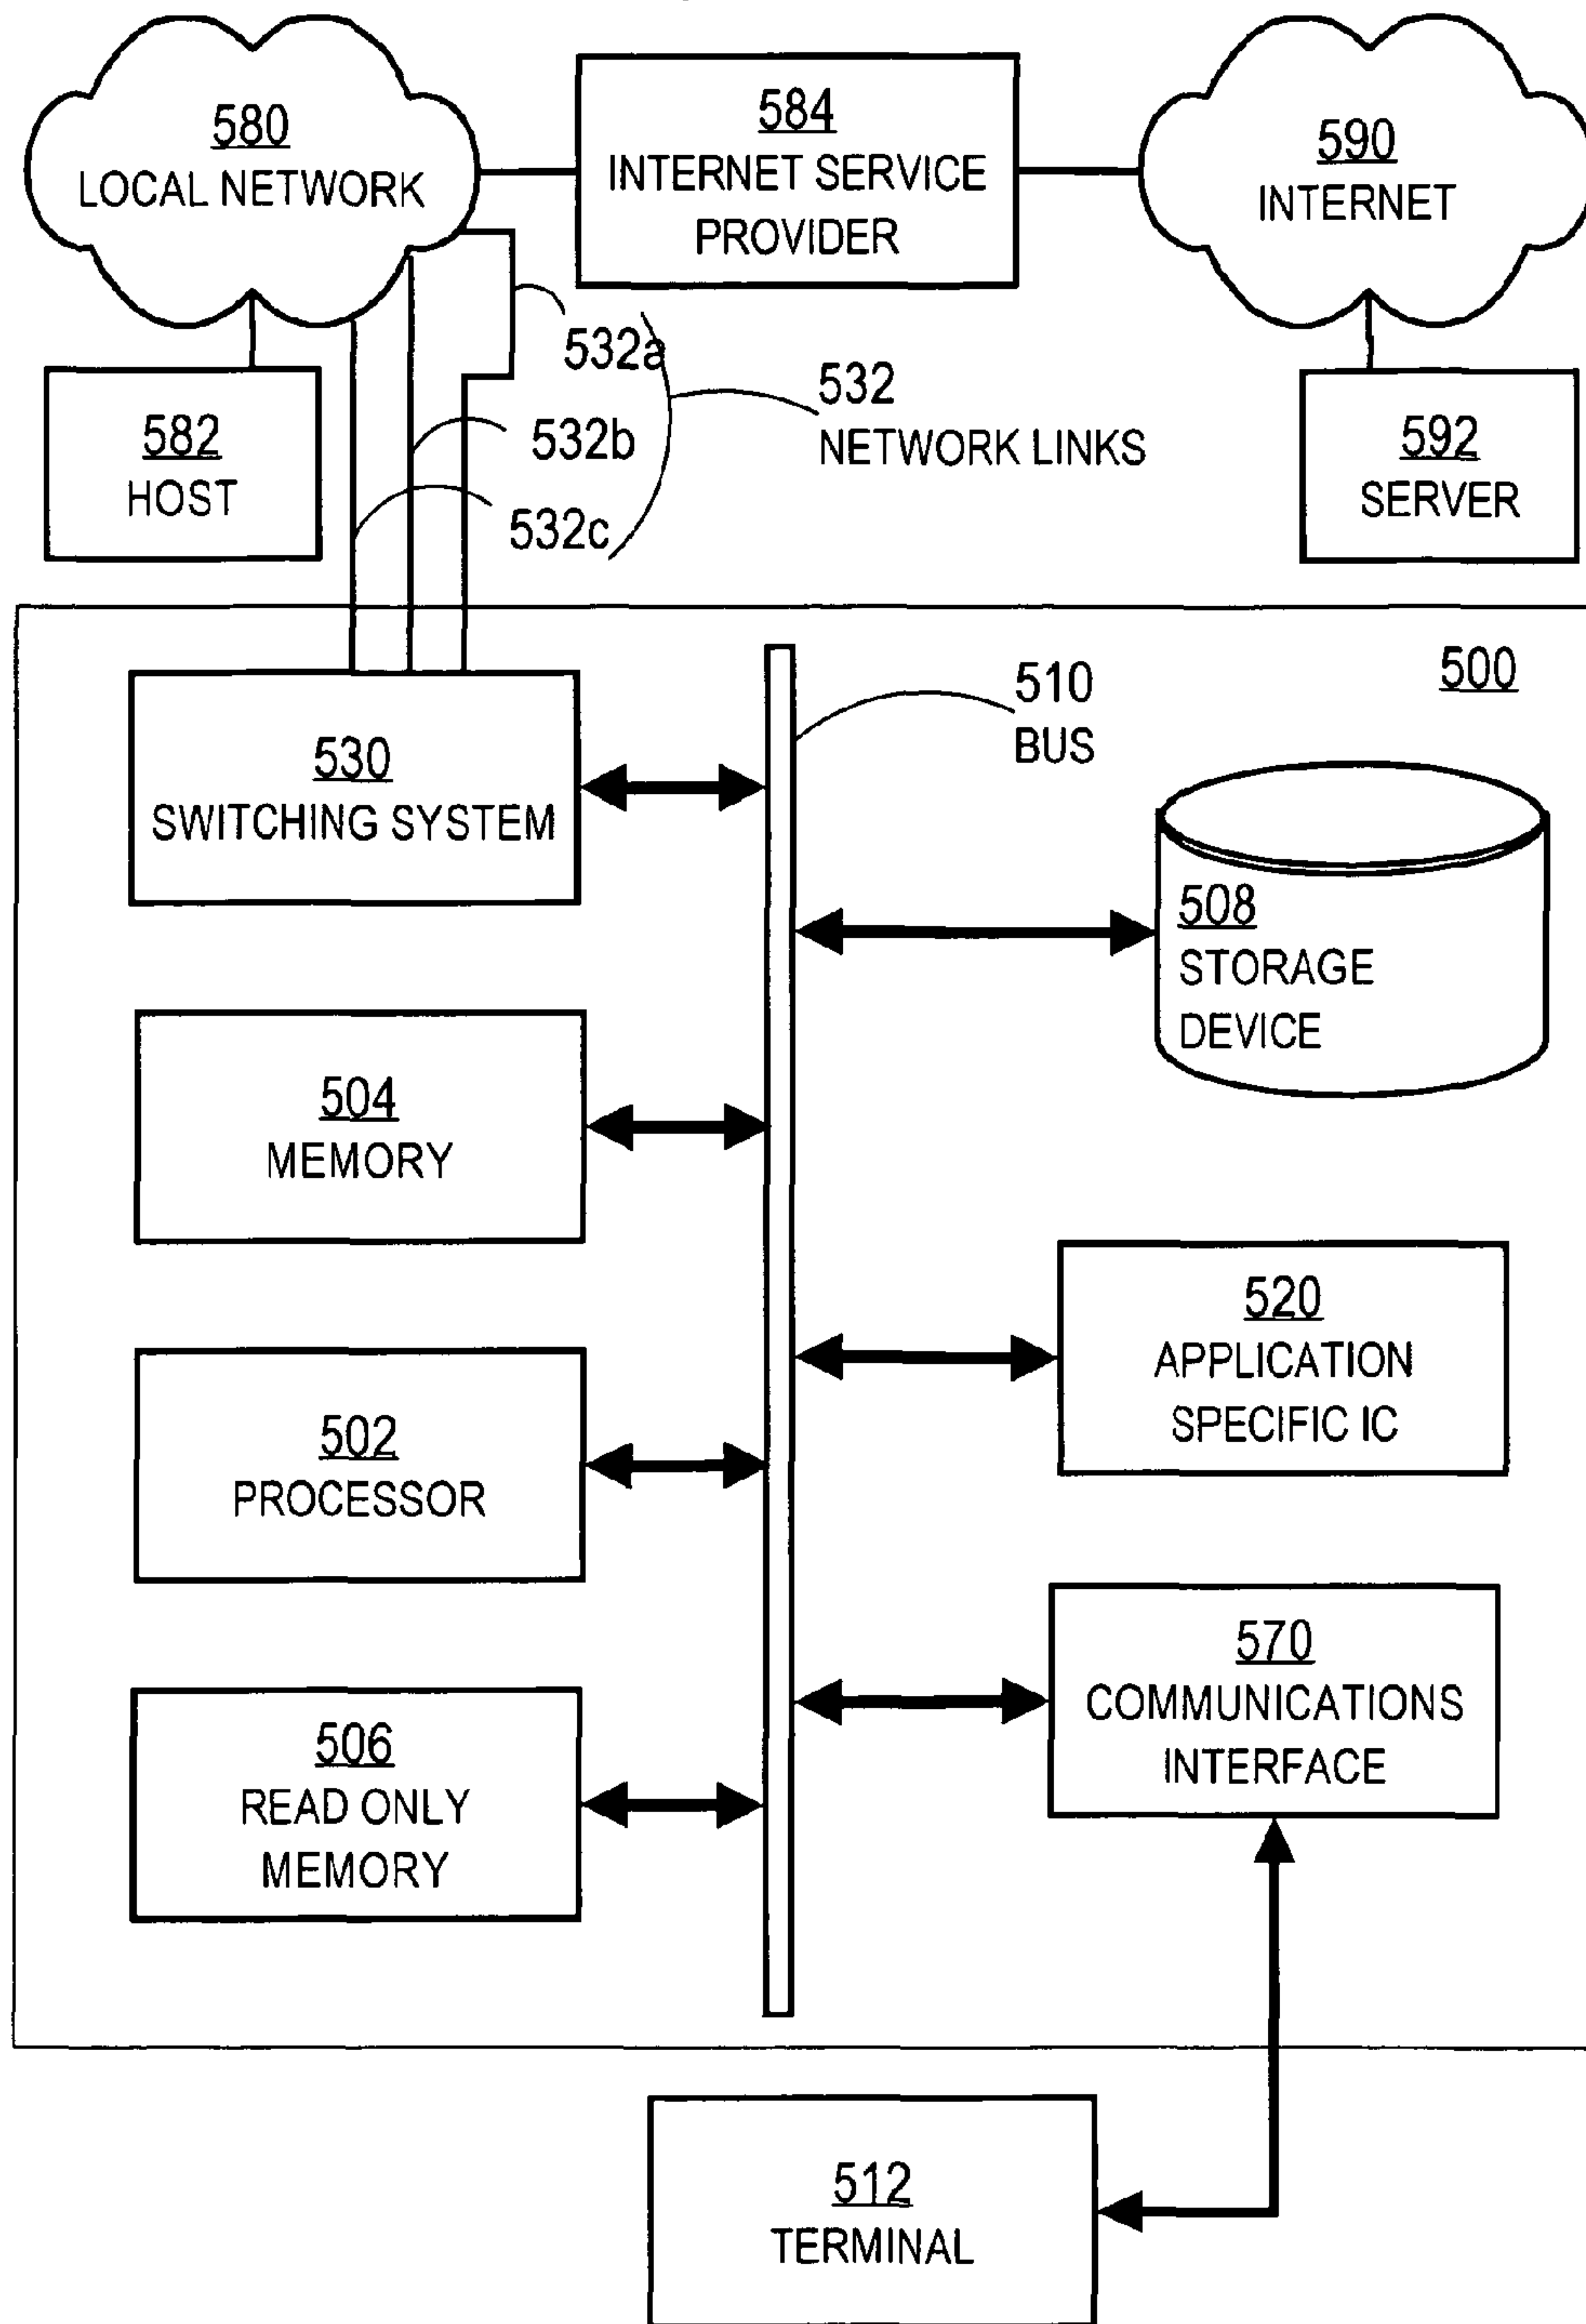 580
LOCAL NETWORK
584
INTERNET SERVICE
PROVIDER
590
INTERNET
532a
532b
532c
532
NETWORK LINKS
582
HOST
592
SERVER
500
510
BUS
530
SWITCHING SYSTEM
508
STORAGE
DEVICE
504
MEMORY
520
APPLICATION
SPECIFIC IC
502
PROCESSOR
570
COMMUNICATIONS
INTERFACE
506
READ ONLY
MEMORY
512
TERMINAL